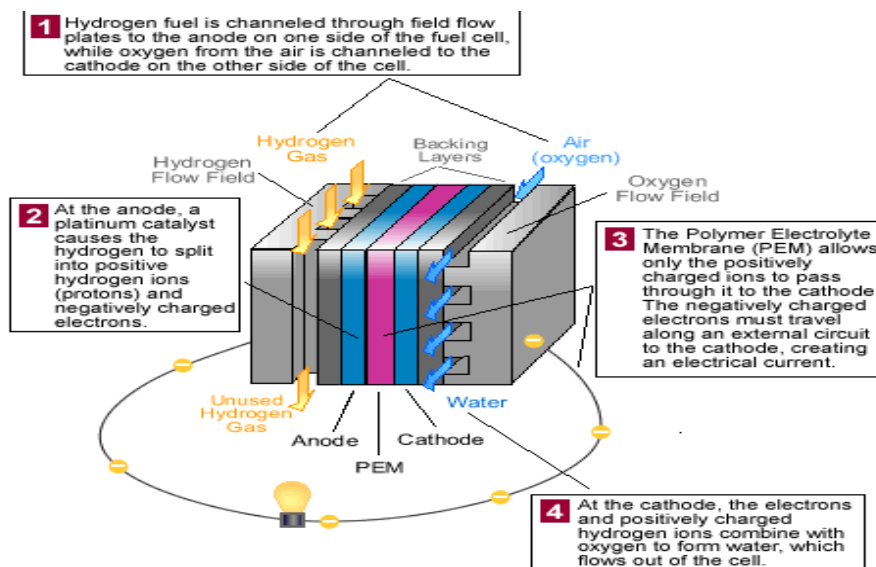 1 Hydrogen fuel is channeled through field flow
plates to the anode on one side of the fuel cell,
while oxygen from the air is channeled to the
cathode on the other side of the cell.
Hydrogen
Gas
Backing
Layers
Air
(oxygen)
Hydrogen
Flow Field
Oxygen
Flow Field
2 At the anode, a
platinum catalyst
causes the
hydrogen to split
into positive
hydrogen ions
(protons) and
negatively charged
electrons.
3 The Polymer Electrolyte
Membrane (PEM) allows
only the positively
charged ions to pass
through it to the cathode.
The negatively charged
electrons must travel
along an external circuit
to the cathode, creating
an electrical current.
Unused
Hydrogen
Gas
Water
Anode
Cathode
PEM
4 At the cathode, the electrons
and positively charged
hydrogen ions combine with
oxygen to form water, which
flows out of the cell.